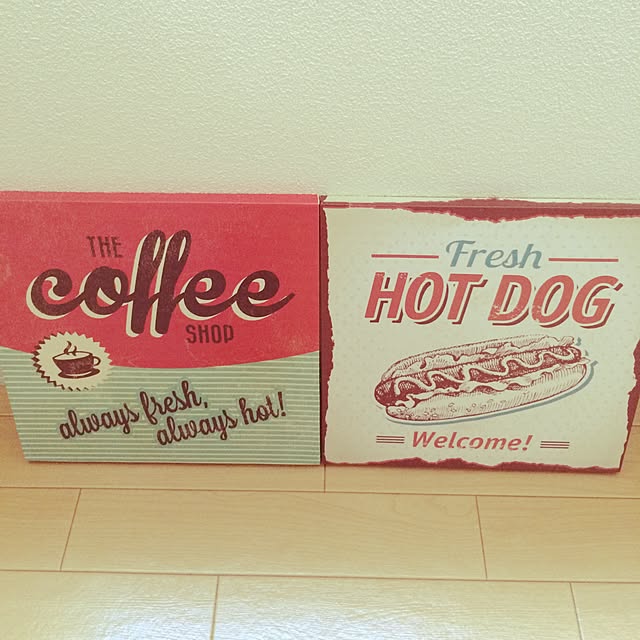 THE
coffee
SHOP
always fresh,
always hot!
Fresh
HOT DOG
Welcome!